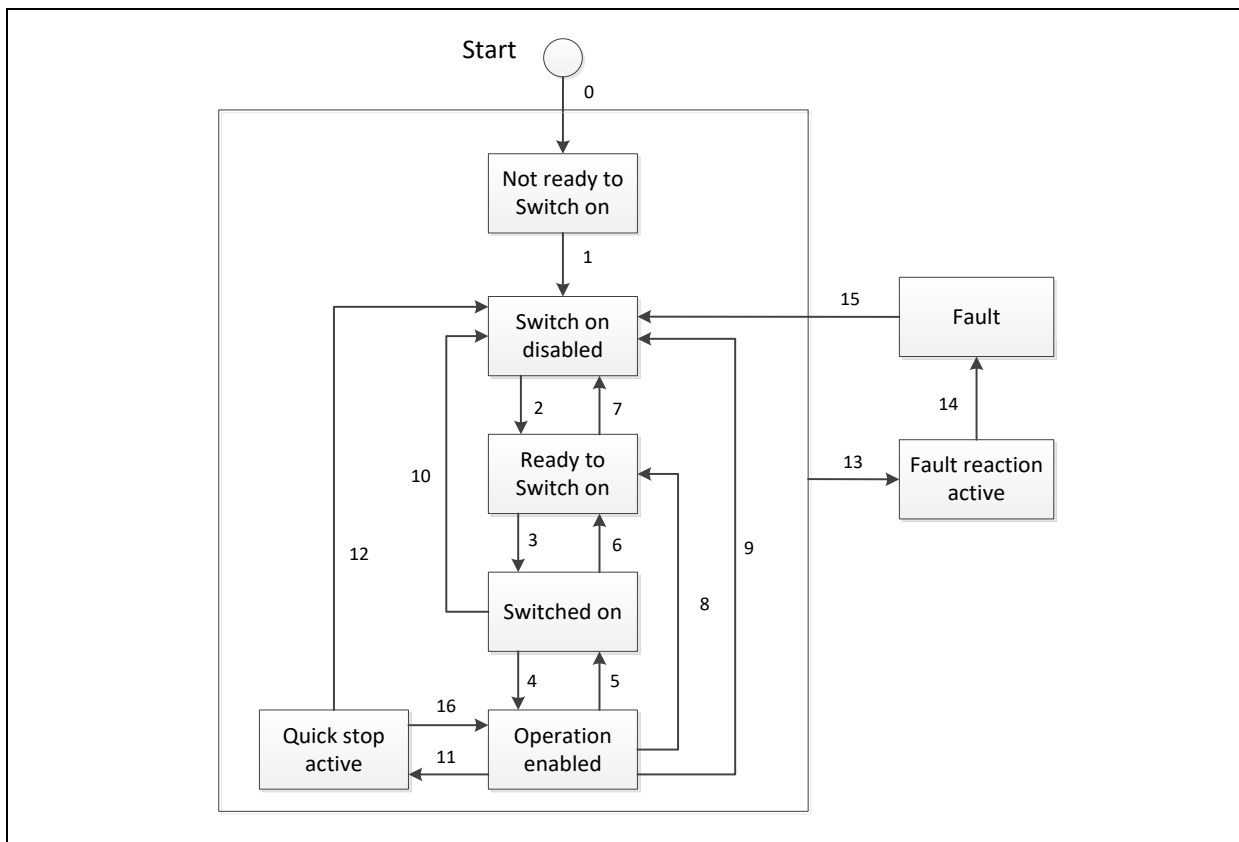 Start
0
Not ready to
Switch on
1
15
Switch on
disabled
Fault
2
7
14
Ready to
Switch on
10
13
Fault reaction
active
3
6
12
9
Switched on
8
4
5
16
Quick stop
active
11
Operation
enabled